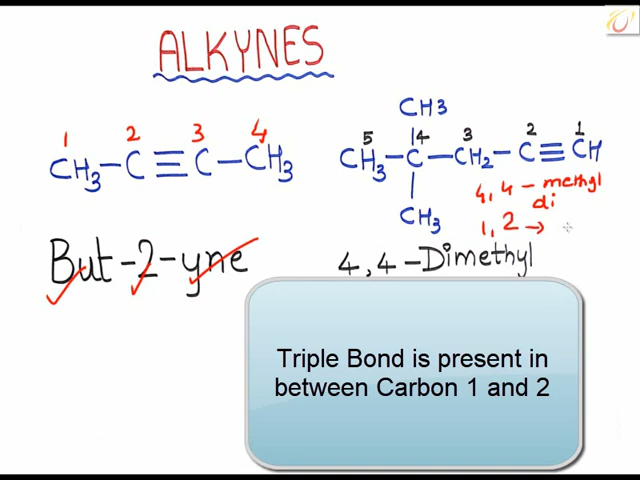 ALKYNES
1 2 3 4
CH3-C≡C-CH3
But-2-yne
CH3
5 4 3 2 1
CH3-C-CH2-C≡CH
CH3
4,4-methyl
di
1,2→
4,4-Dimethyl
Triple Bond is present in
between Carbon 1 and 2